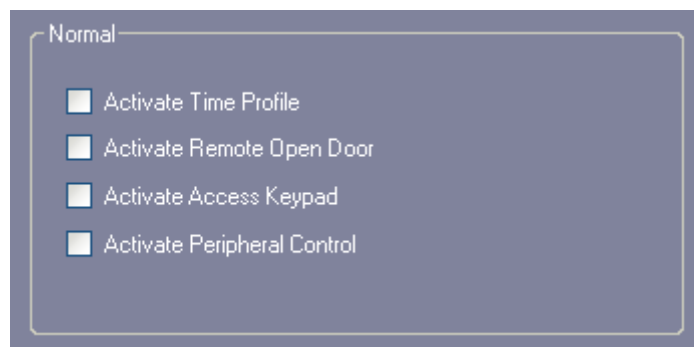 Normal
Activate Time Profile
Activate Remote Open Door
Activate Access Keypad
Activate Peripheral Control